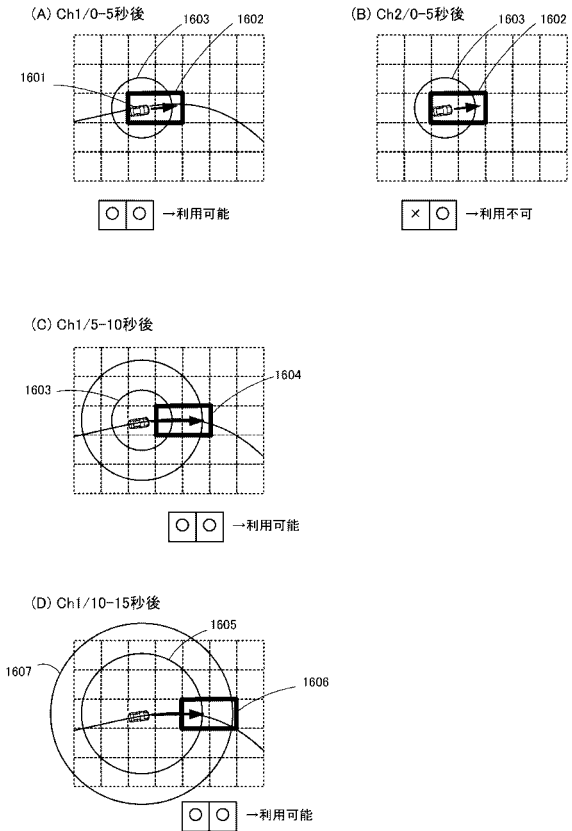 (A) Ch1/0-5秒後
1603
1602
1601
○ ○ →利用可能
(B) Ch2/0-5秒後
1603
1602
× ○ →利用不可
(C) Ch1/5-10秒後
1603
1604
○ ○ →利用可能
(D) Ch1/10-15秒後
1605
1607
1606
○ ○ →利用可能